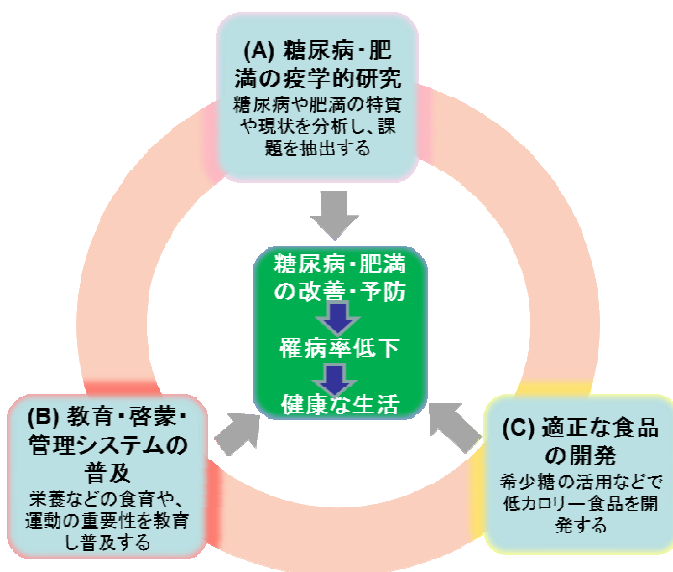 (A) 糖尿病・肥
満の疫学的研究
糖尿病や肥満の特質
や現状を分析し、課
題を抽出する
糖尿病・肥満
の改善・予防
罹病率低下
健康な生活
(B) 教育・啓蒙・
管理システムの
普及
栄養などの食育や、
運動の重要性を教育
し普及する
(C) 適正な食品
の開発
希少糖の活用などで
低カロリー食品を開
発する